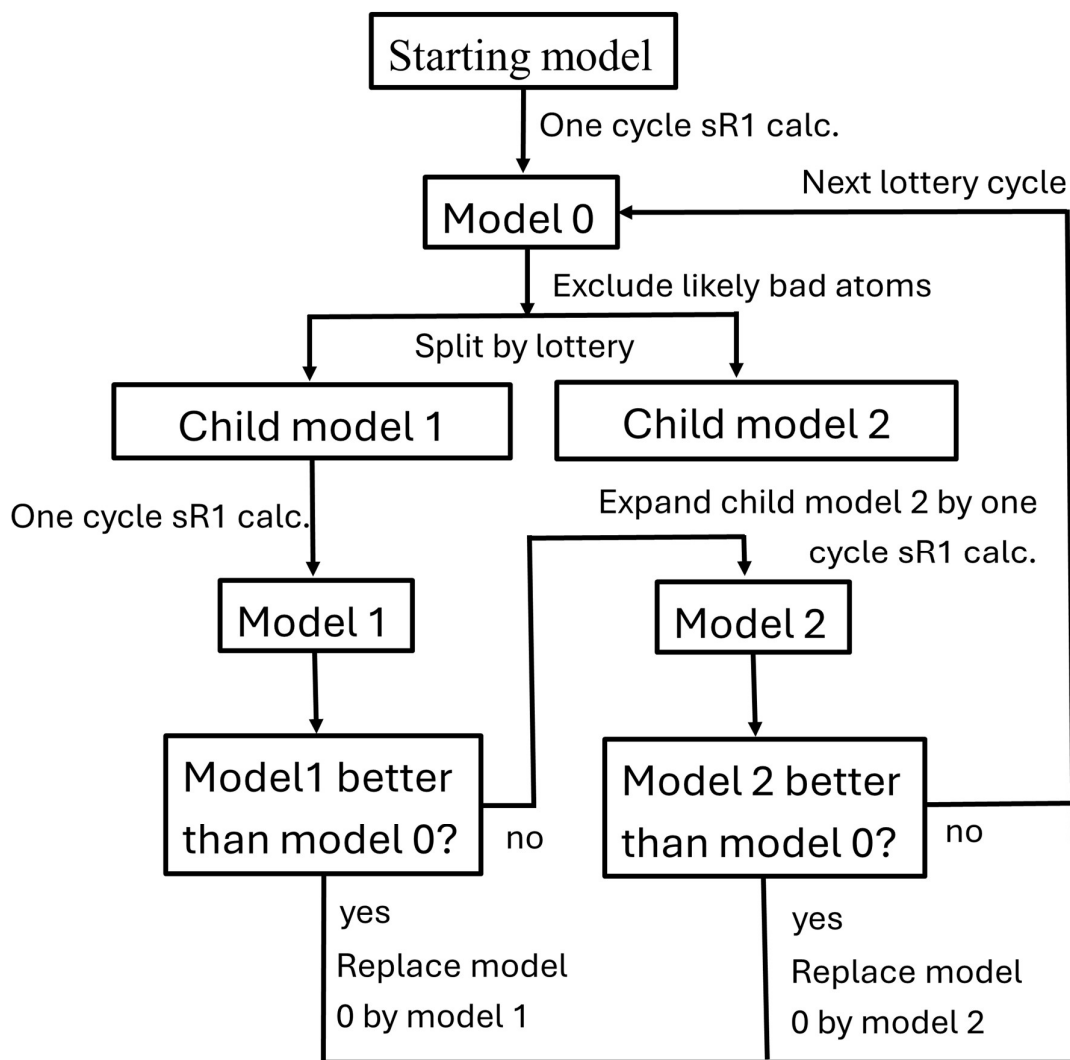 Starting model
One cycle sR1 calc.
Next lottery cycle
Model 0
Exclude likely bad atoms
Split by lottery
Child model 1
Child model 2
One cycle sR1 calc.
Expand child model 2 by one
cycle sR1 calc.
Model 1
Model 2
Model1 better
than model 0?
no
Model 2 better
than model 0?
no
yes
Replace model
0 by model 1
yes
Replace model
0 by model 2